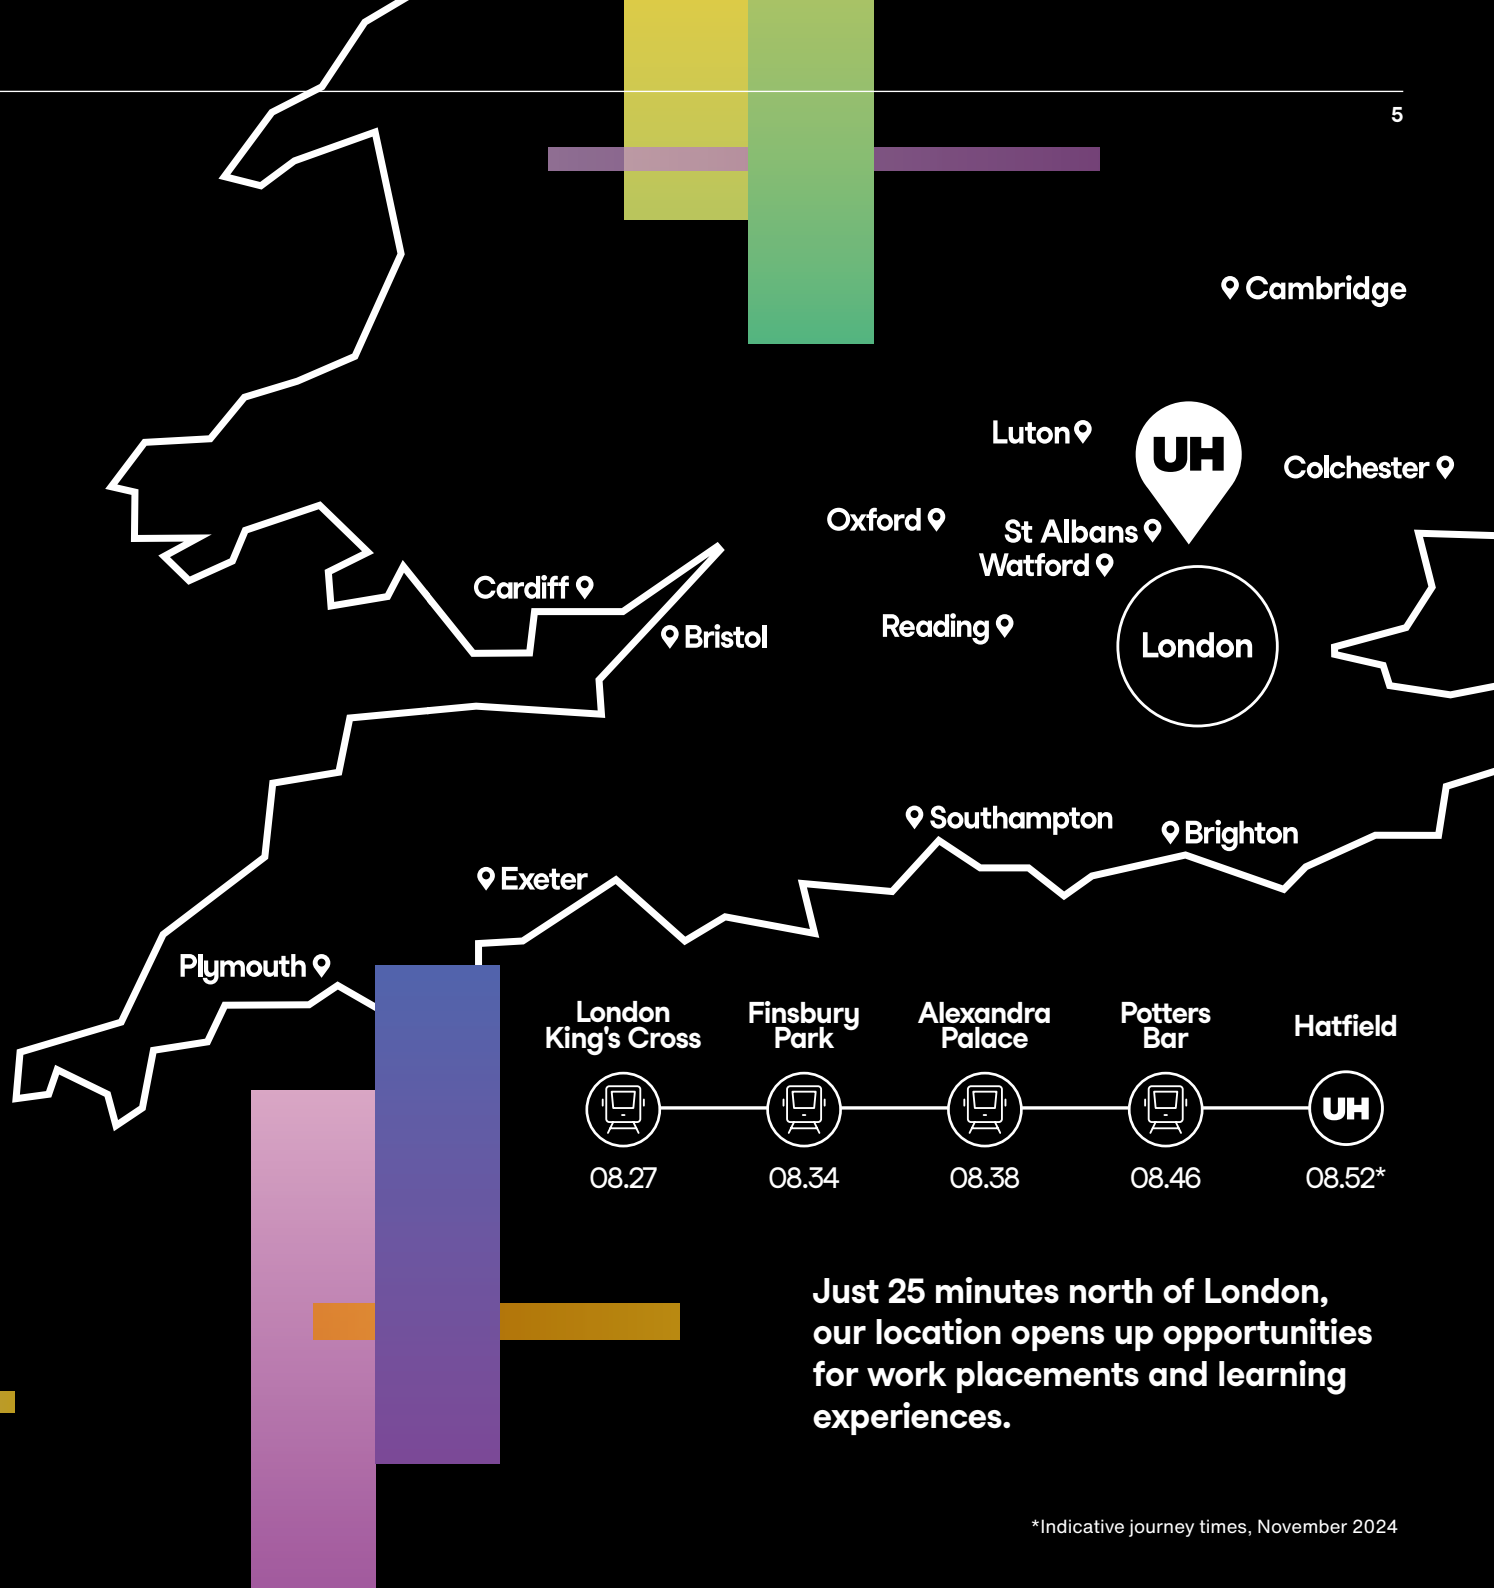 5
Cambridge
Luton
UH
Colchester
Oxford
St Albans
Watford
Cardiff
Reading
Bristol
London
Southampton
Brighton
Exeter
Plymouth
London
King's Cross
Finsbury
Park
Alexandra
Palace
Potters
Bar
Hatfield
UH
08.27
08.34
08.38
08.46
08.52*
Just 25 minutes north of London,
our location opens up opportunities
for work placements and learning
experiences.
*Indicative journey times, November 2024